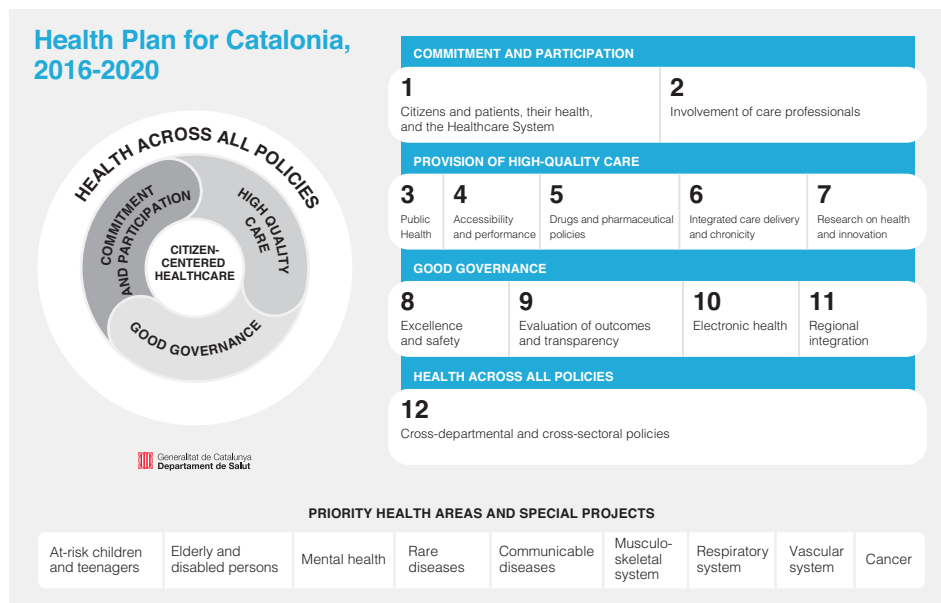 Health Plan for Catalonia,
2016-2020
HEALTH ACROSS ALL POLICIES
COMMITMENT
AND PARTICIPATION
HIGH QUALITY
CARE
GOOD GOVERNANCE
CITIZEN-
CENTERED
HEALTHCARE
Generalitat de Catalunya
Departament de Salut
COMMITMENT AND PARTICIPATION
1
Citizens and patients, their health,
and the Healthcare System
2
Involvement of care professionals
PROVISION OF HIGH-QUALITY CARE
3
Public
Health
4
Accessibility
and performance
5
Drugs and pharmaceutical
policies
6
Integrated care delivery
and chronicity
7
Research on health
and innovation
GOOD GOVERNANCE
8
Excellence
and safety
9
Evaluation of outcomes
and transparency
10
Electronic health
11
Regional
integration
HEALTH ACROSS ALL POLICIES
12
Cross-departmental and cross-sectoral policies
PRIORITY HEALTH AREAS AND SPECIAL PROJECTS
At-risk children
and teenagers
Elderly and
disabled persons
Mental health
Rare
diseases
Communicable
diseases
Musculo-
skeletal
system
Respiratory
system
Vascular
system
Cancer